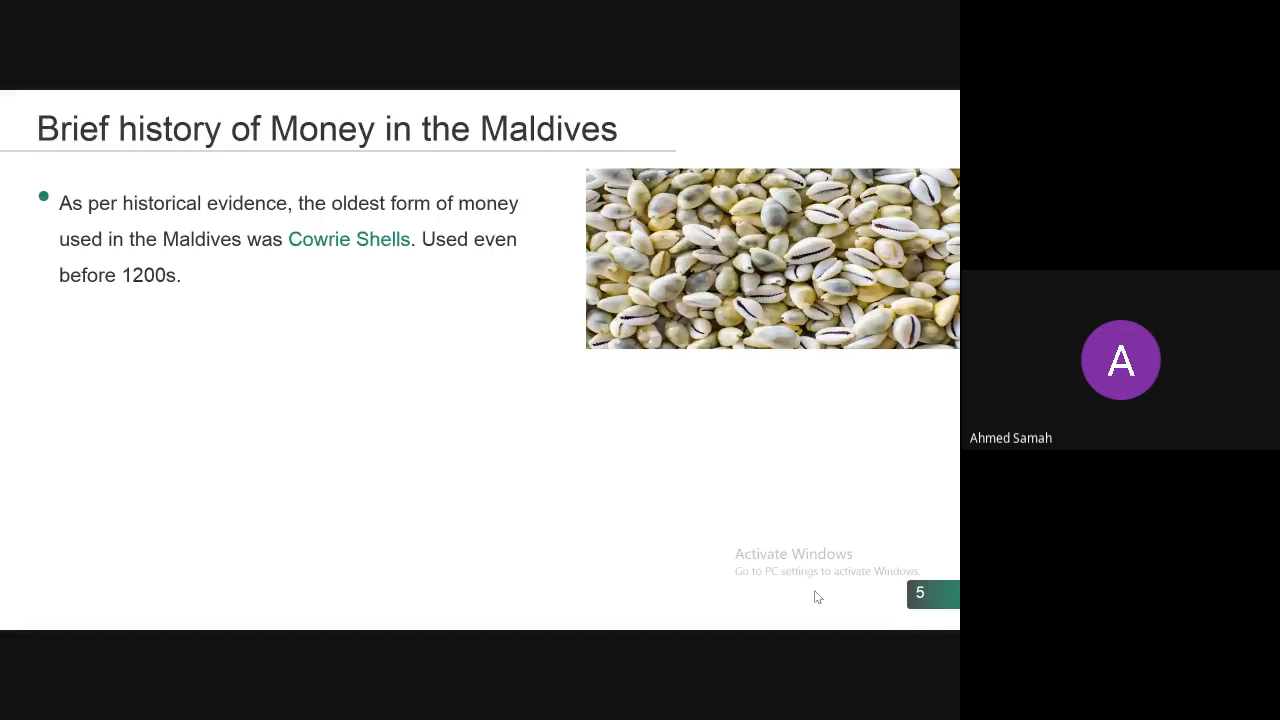 Brief history of Money in the Maldives
As per historical evidence, the oldest form of money
used in the Maldives was Cowrie Shells. Used even
before 1200s.
A
Ahmed Samah
Activate Windows
Go to PC settings to activate Windows.
5